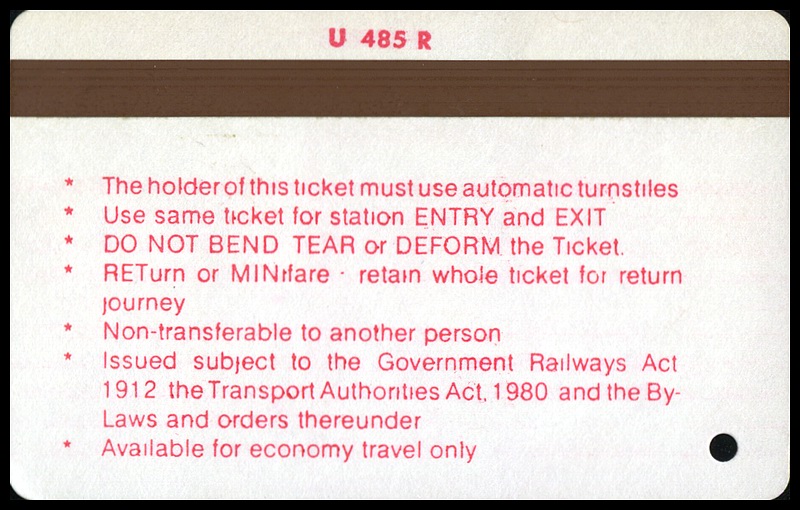 U 485 R
* The holder of this ticket must use automatic turnstiles
* Use same ticket for station ENTRY and EXIT
* DO NOT BEND TEAR or DEFORM the Ticket.
* RETurn or MINifare - retain whole ticket for return
journey
* Non-transferable to another person
* Issued subject to the Government Railways Act
1912 the Transport Authorities Act, 1980 and the By-
Laws and orders thereunder
* Available for economy travel only